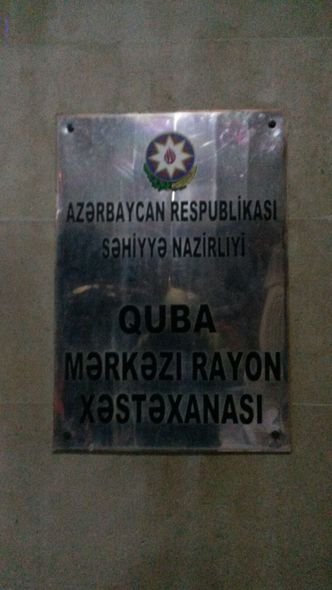 AZƏRBAYCAN RESPUBLİKASI
SƏHİYYƏ NAZİRLİYİ
QUBA
MƏRKƏZI RAYON
XƏSTƏXANASI